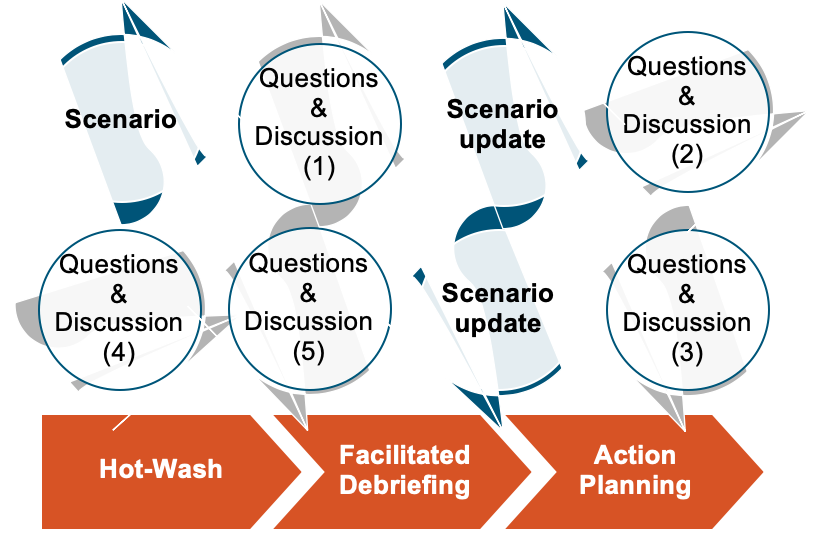 Scenario
Questions
&
Discussion
(1)
Scenario
update
Questions
&
Discussion
(2)
Questions
&
Discussion
(4)
Questions
&
Discussion
(5)
Scenario
update
Questions
&
Discussion
(3)
Hot-Wash
Facilitated
Debriefing
Action
Planning